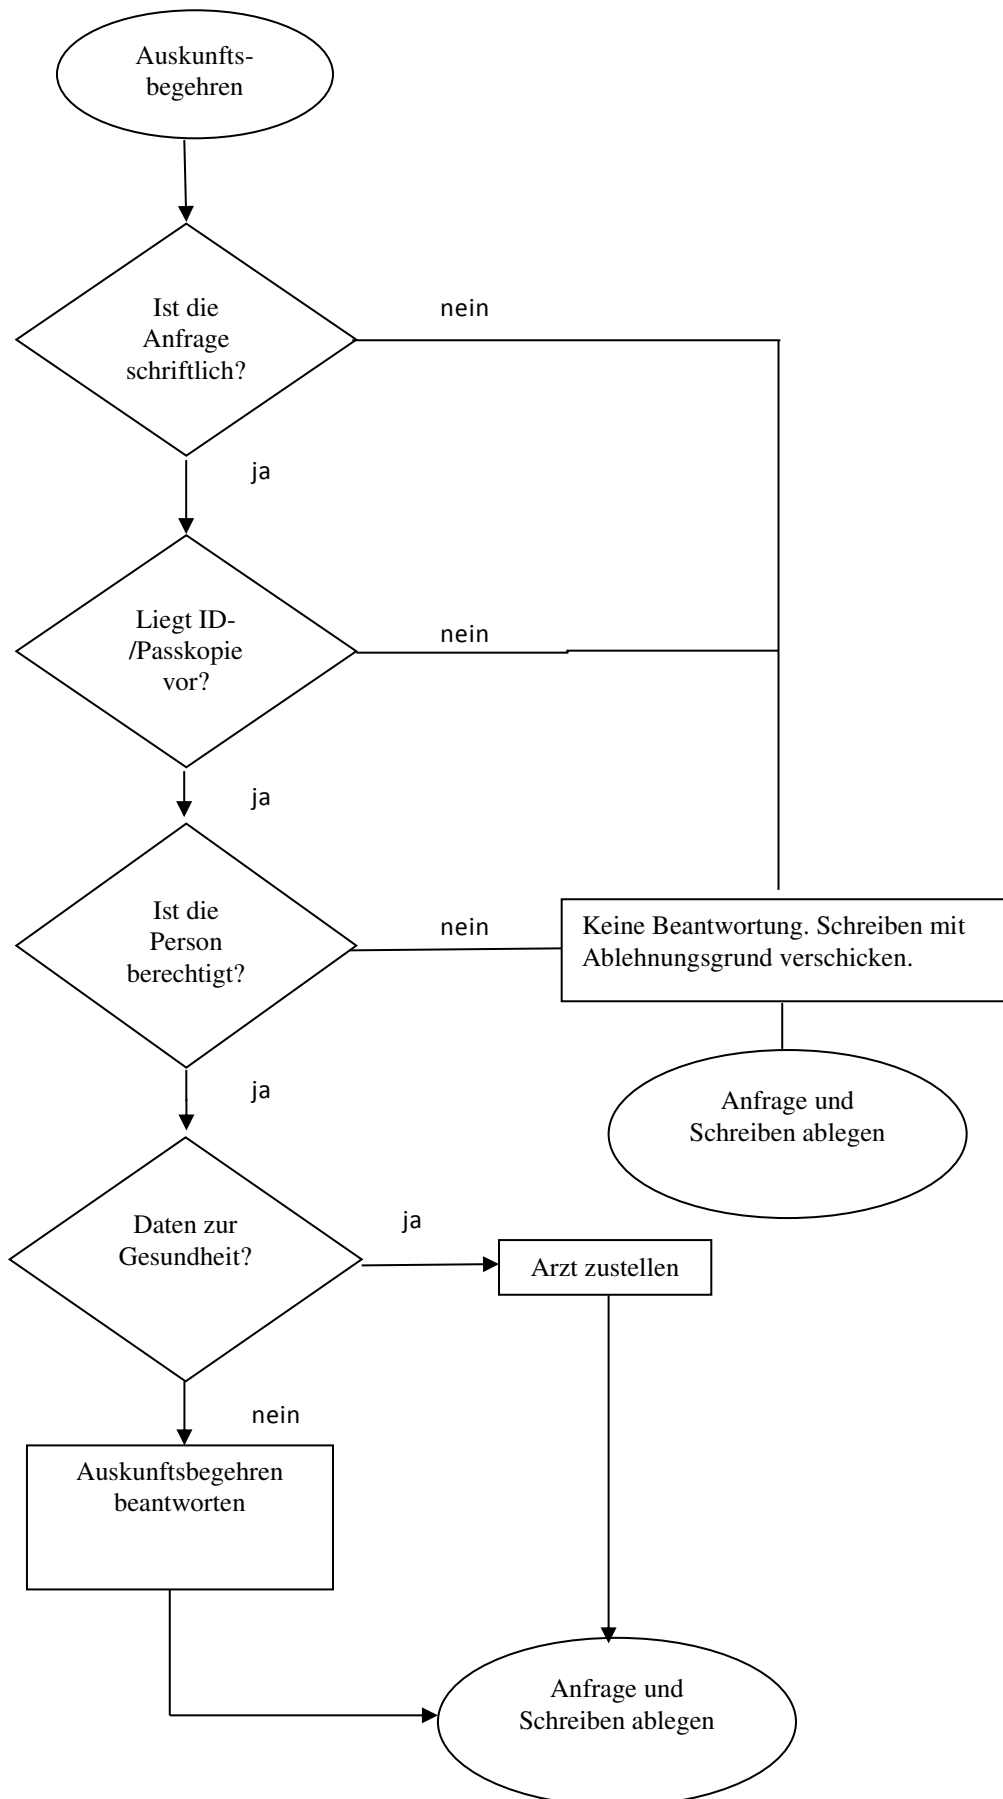 Auskunfts-
begehren
Ist die
Anfrage
schriftlich?
nein
ja
Liegt ID-
/Passkopie
vor?
nein
ja
Ist die
Person
berechtigt?
nein
Keine Beantwortung. Schreiben mit
Ablehnungsgrund verschicken.
ja
Anfrage und
Schreiben ablegen
Daten zur
Gesundheit?
ja
Arzt zustellen
nein
Auskunftsbegehren
beantworten
Anfrage und
Schreiben ablegen